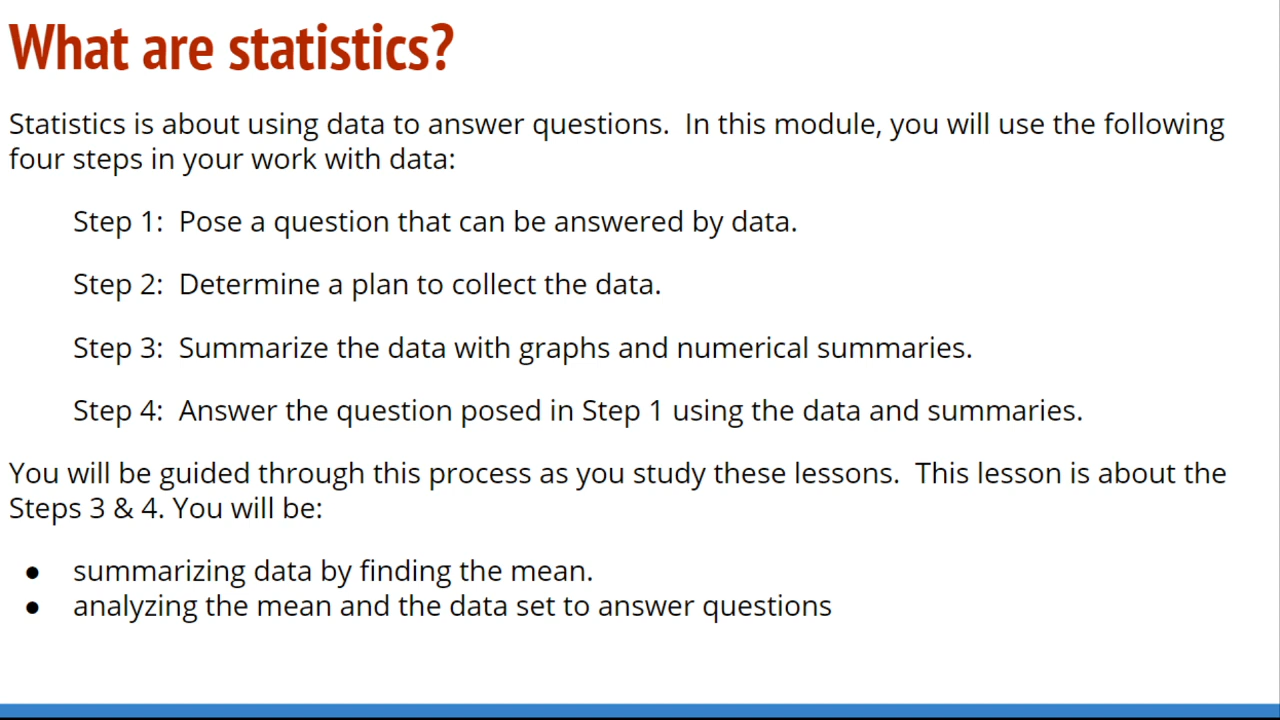 What are statistics?
Statistics is about using data to answer questions.  In this module, you will use the following
four steps in your work with data:
Step 1:  Pose a question that can be answered by data.
Step 2:  Determine a plan to collect the data.
Step 3:  Summarize the data with graphs and numerical summaries.
Step 4:  Answer the question posed in Step 1 using the data and summaries.
You will be guided through this process as you study these lessons.  This lesson is about the
Steps 3 & 4. You will be:
● summarizing data by finding the mean.
● analyzing the mean and the data set to answer questions